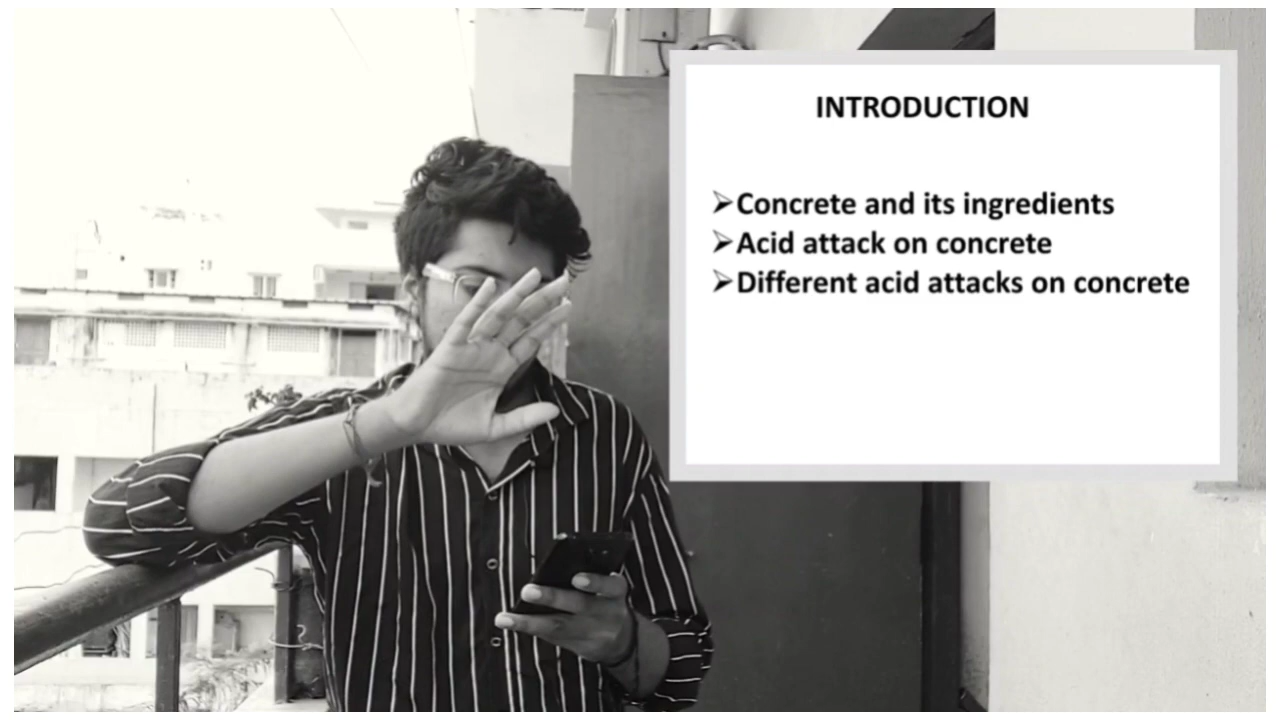 INTRODUCTION
➢Concrete and its ingredients
➢Acid attack on concrete
➢Different acid attacks on concrete